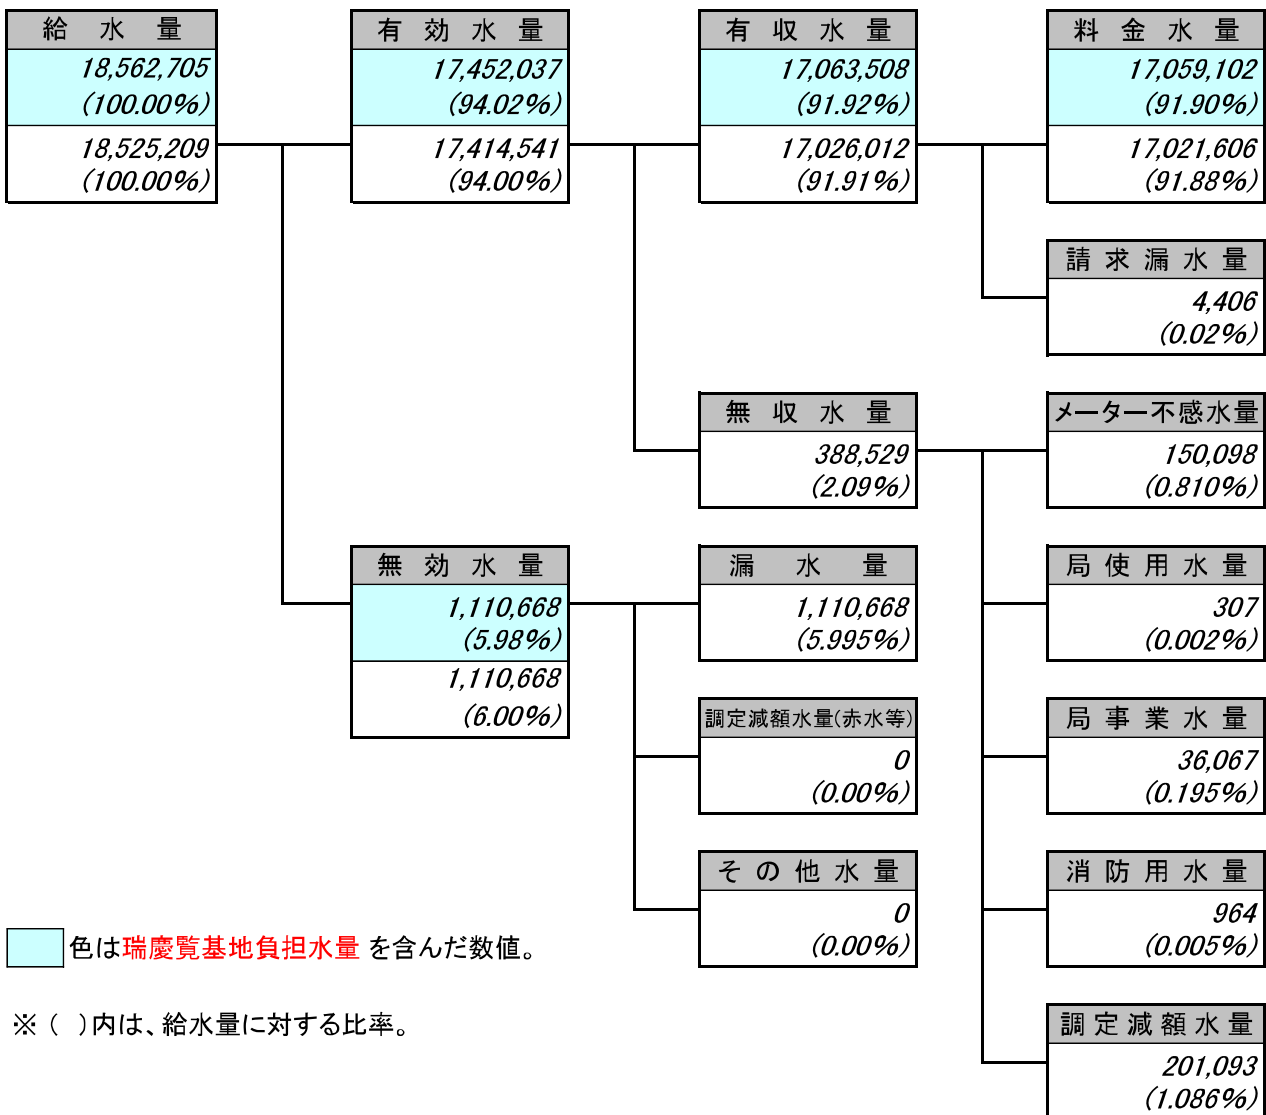 給水量
18,562,705
(100.00%)
18,525,209
(100.00%)
有効水量
17,452,037
(94.02%)
17,414,541
(94.00%)
有収水量
17,063,508
(91.92%)
17,026,012
(91.91%)
料金水量
17,059,102
(91.90%)
17,021,606
(91.88%)
請求漏水量
4,406
(0.02%)
無収水量
388,529
(2.09%)
メーター不感水量
150,098
(0.810%)
無効水量
1,110,668
(5.98%)
1,110,668
(6.00%)
漏水量
1,110,668
(5.995%)
局使用水量
307
(0.002%)
調定減額水量(赤水等)
0
(0.00%)
局事業水量
36,067
(0.195%)
その他水量
0
(0.00%)
消防用水量
964
(0.005%)
色は瑞慶覧基地負担水量 を含んだ数値。
※ ( )内は、給水量に対する比率。
調定減額水量
201,093
(1.086%)